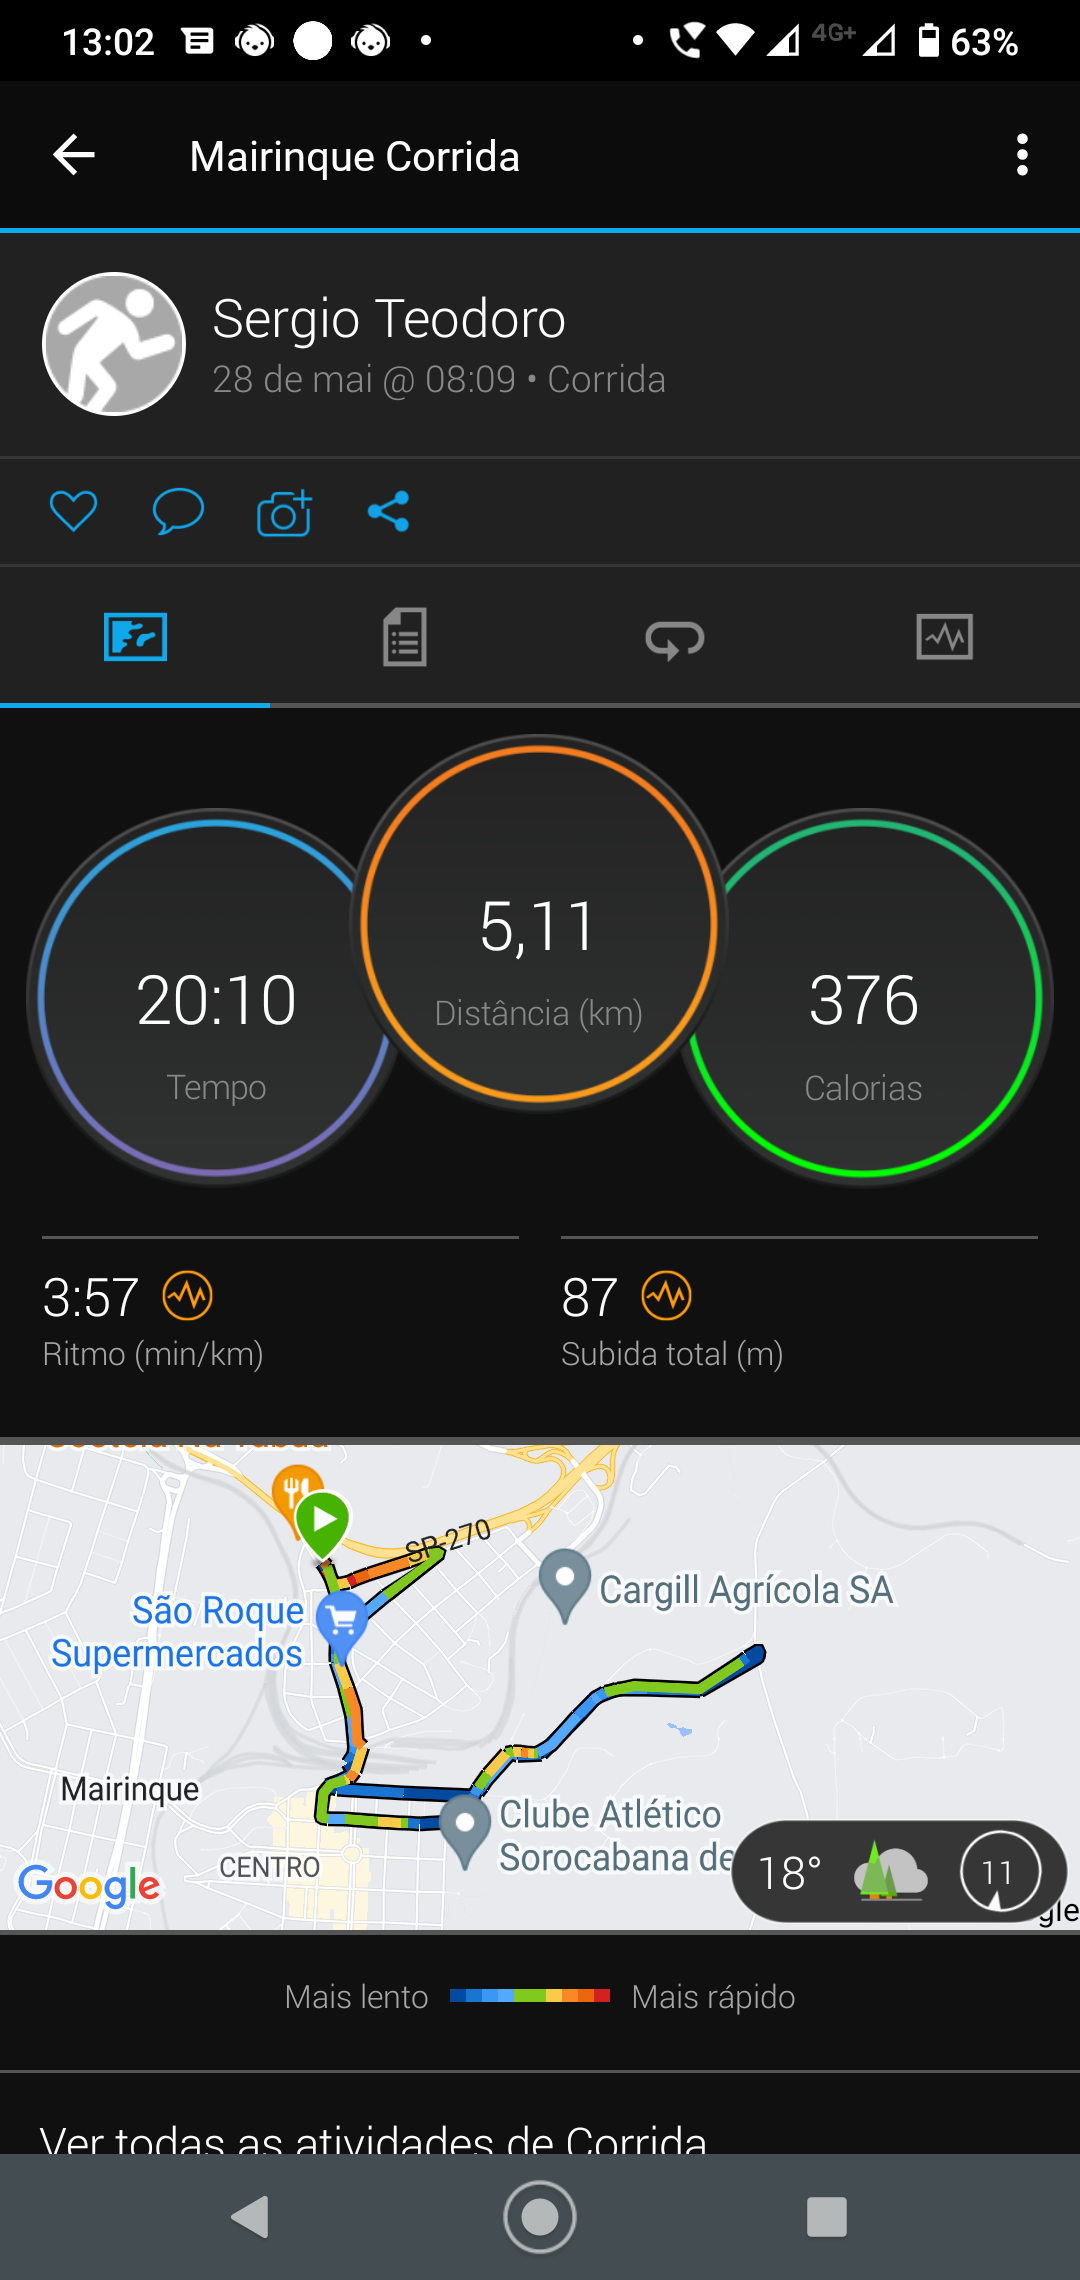 13:02
4G+
63%
Mairinque Corrida
Sergio Teodoro
28 de mai @ 08:09 • Corrida
5,11
Distância (km)
20:10
Tempo
376
Calorias
3:57
Ritmo (min/km)
87
Subida total (m)
SP-270
Cargill Agrícola SA
São Roque
Supermercados
Mairinque
Clube Atlético
Sorocabana de
CENTRO
Google
18°
11
gle
Mais lento
Mais rápido
Ver todas as atividades de Corrida